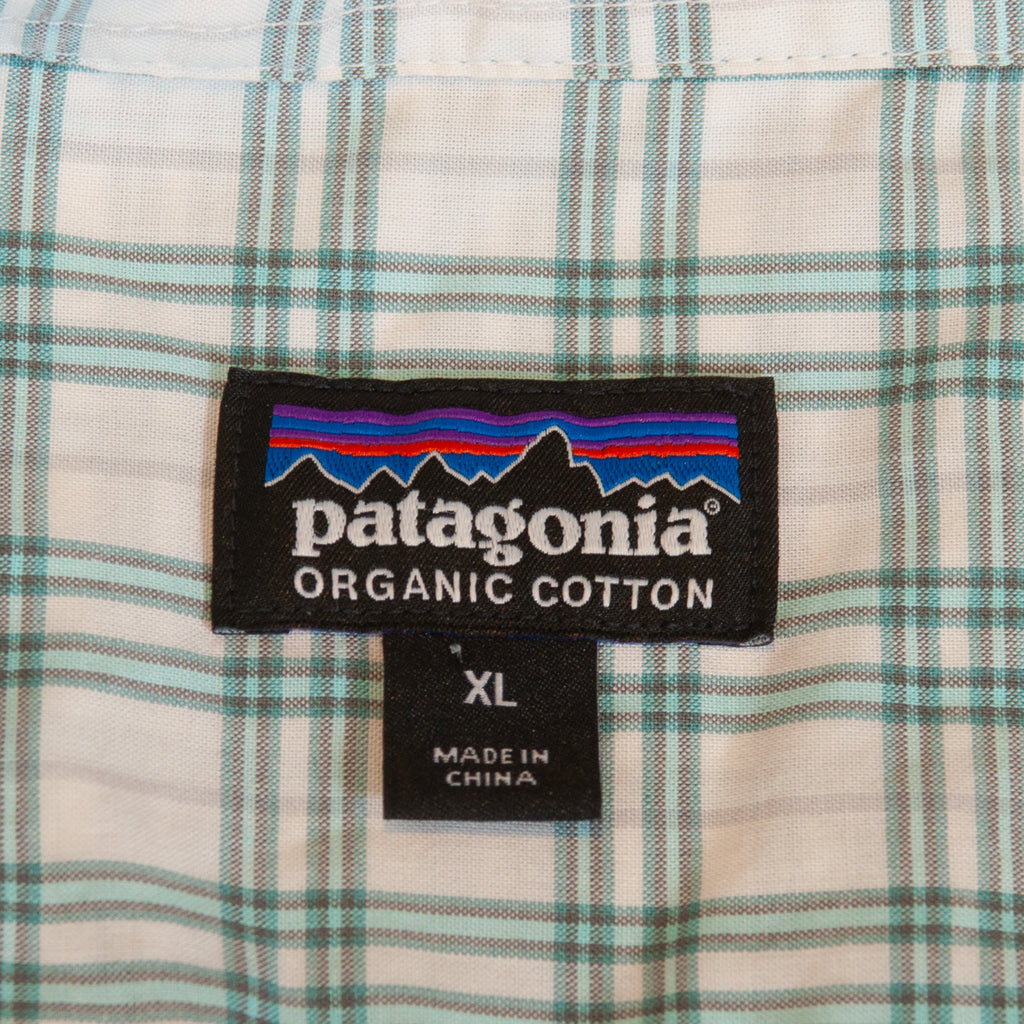 patagonia®
ORGANIC COTTON
XL
MADE IN
CHINA